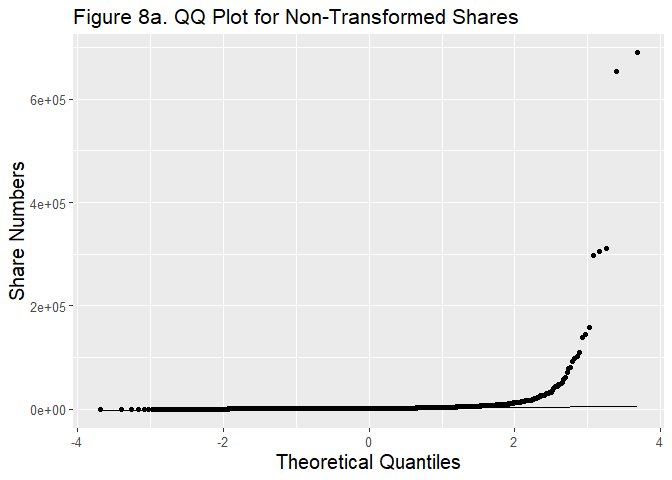 Figure 8a. QQ Plot for Non-Transformed Shares
6e+05
4e+05
2e+05
0e+00
Share Numbers
-4
-2
0
2
4
Theoretical Quantiles